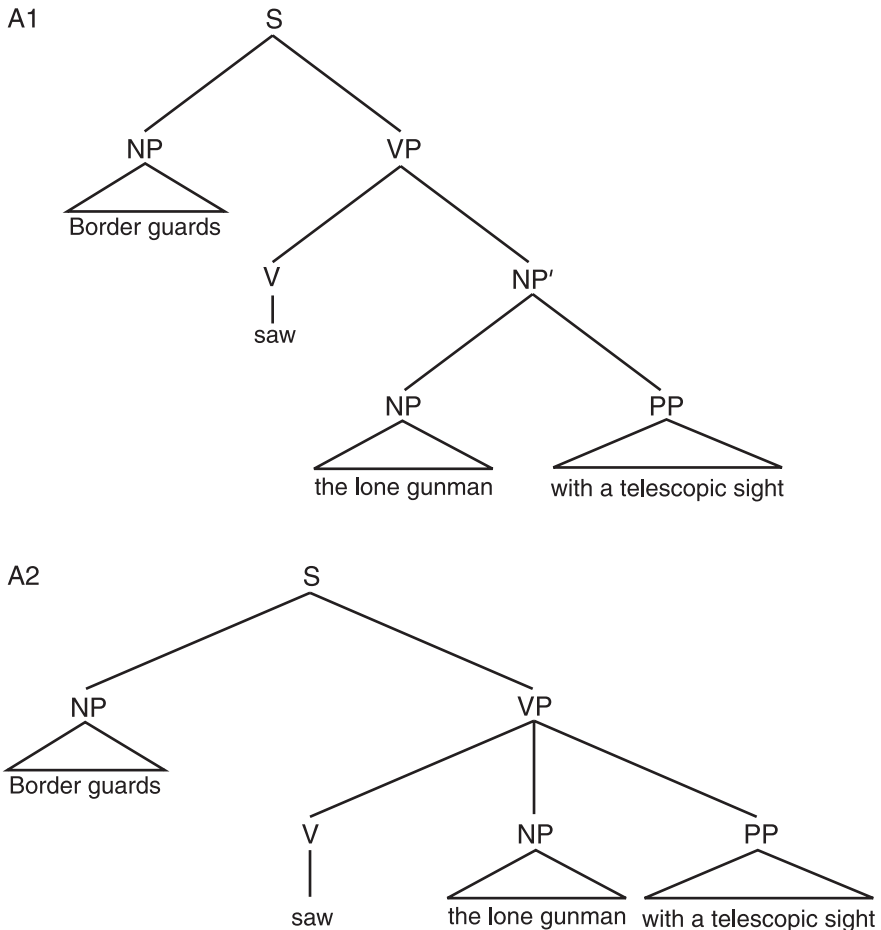 A1
S
NP VP
Border guards
V NP′
saw
NP PP
the lone gunman with a telescopic sight
A2
S
NP VP
Border guards
V NP PP
saw the lone gunman with a telescopic sight